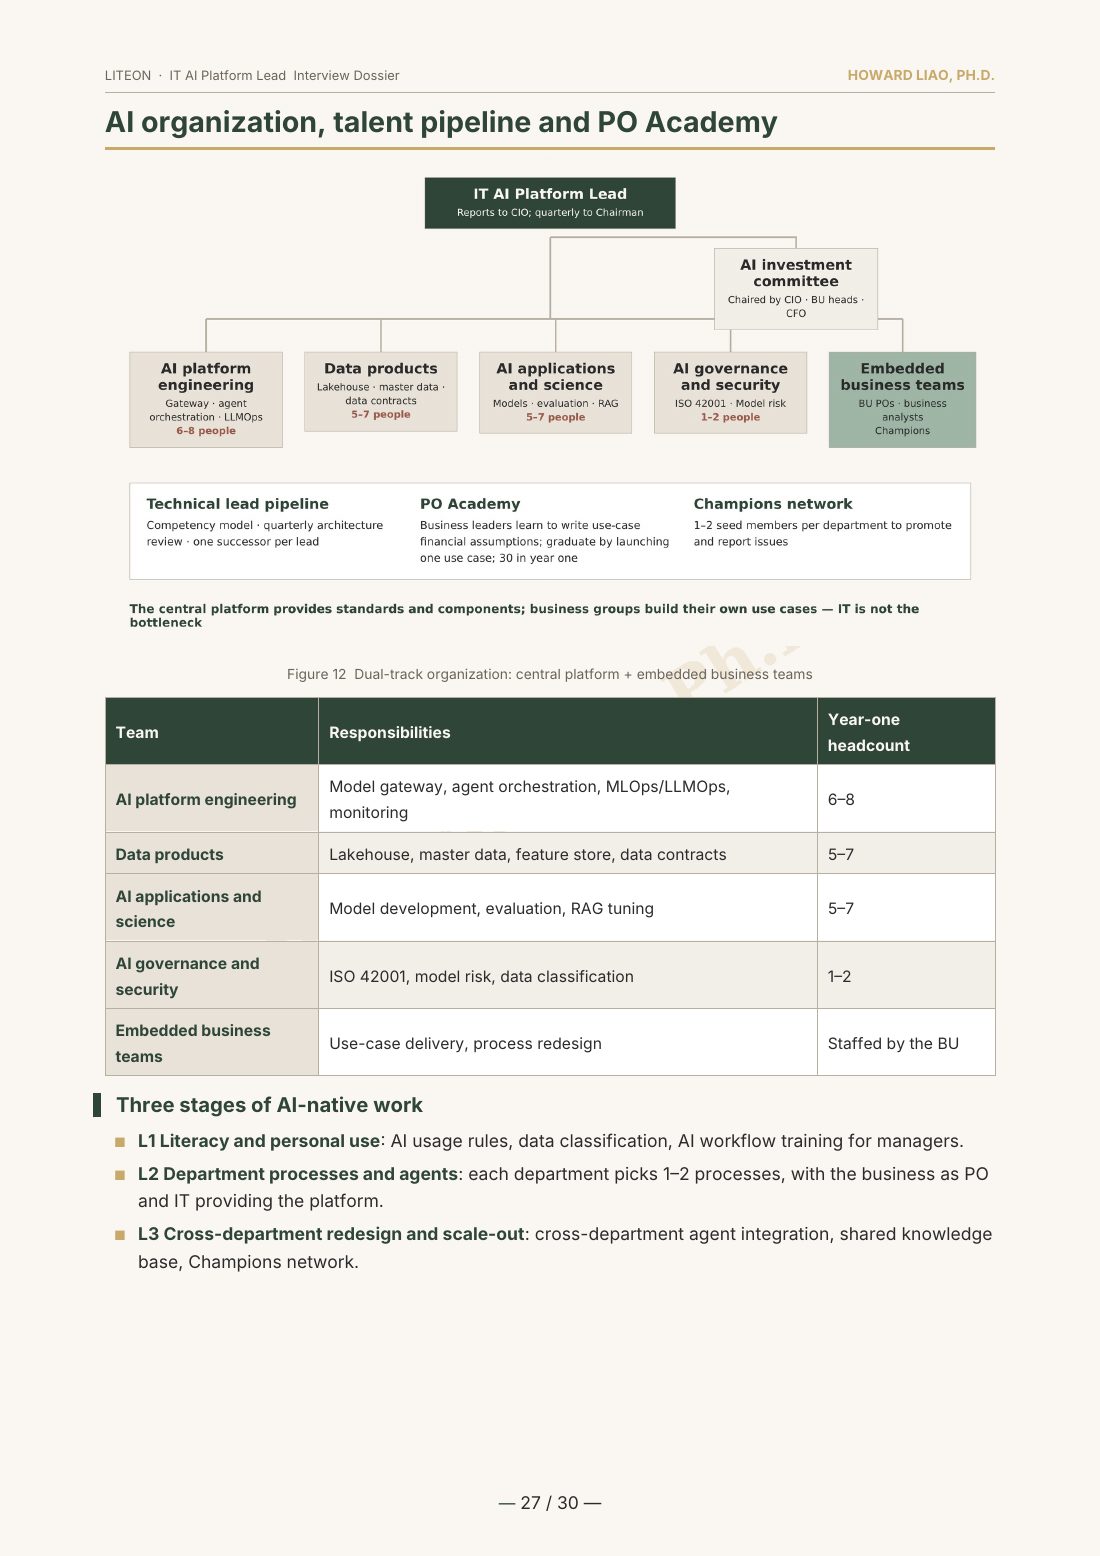 LITEON · IT AI Platform Lead Interview Dossier
HOWARD LIAO, PH.D.
AI organization, talent pipeline and PO Academy
IT AI Platform Lead
Reports to CIO; quarterly to Chairman
AI investment
committee
Chaired by CIO · BU heads ·
CFO
AI platform
engineering
Gateway · agent
orchestration · LLMOps
6–8 people
Data products
Lakehouse · master data ·
data contracts
5–7 people
AI applications
and science
Models · evaluation · RAG
5–7 people
AI governance
and security
ISO 42001 · Model risk
1–2 people
Embedded
business teams
BU POs · business
analysts
Champions
Technical lead pipeline
Competency model · quarterly architecture
review · one successor per lead
PO Academy
Business leaders learn to write use-case
financial assumptions; graduate by launching
one use case; 30 in year one
Champions network
1–2 seed members per department to promote
and report issues
The central platform provides standards and components; business groups build their own use cases — IT is not the
bottleneck
Ph.
Figure 12 Dual-track organization: central platform + embedded business teams
Team
Responsibilities
Year-one
headcount
AI platform engineering
Model gateway, agent orchestration, MLOps/LLMOps,
monitoring
6–8
Data products
Lakehouse, master data, feature store, data contracts
5–7
AI applications and
science
Model development, evaluation, RAG tuning
5–7
AI governance and
security
ISO 42001, model risk, data classification
1–2
Embedded business
teams
Use-case delivery, process redesign
Staffed by the BU
Three stages of AI-native work
■ L1 Literacy and personal use: AI usage rules, data classification, AI workflow training for managers.
■ L2 Department processes and agents: each department picks 1–2 processes, with the business as PO
and IT providing the platform.
■ L3 Cross-department redesign and scale-out: cross-department agent integration, shared knowledge
base, Champions network.
— 27 / 30 —